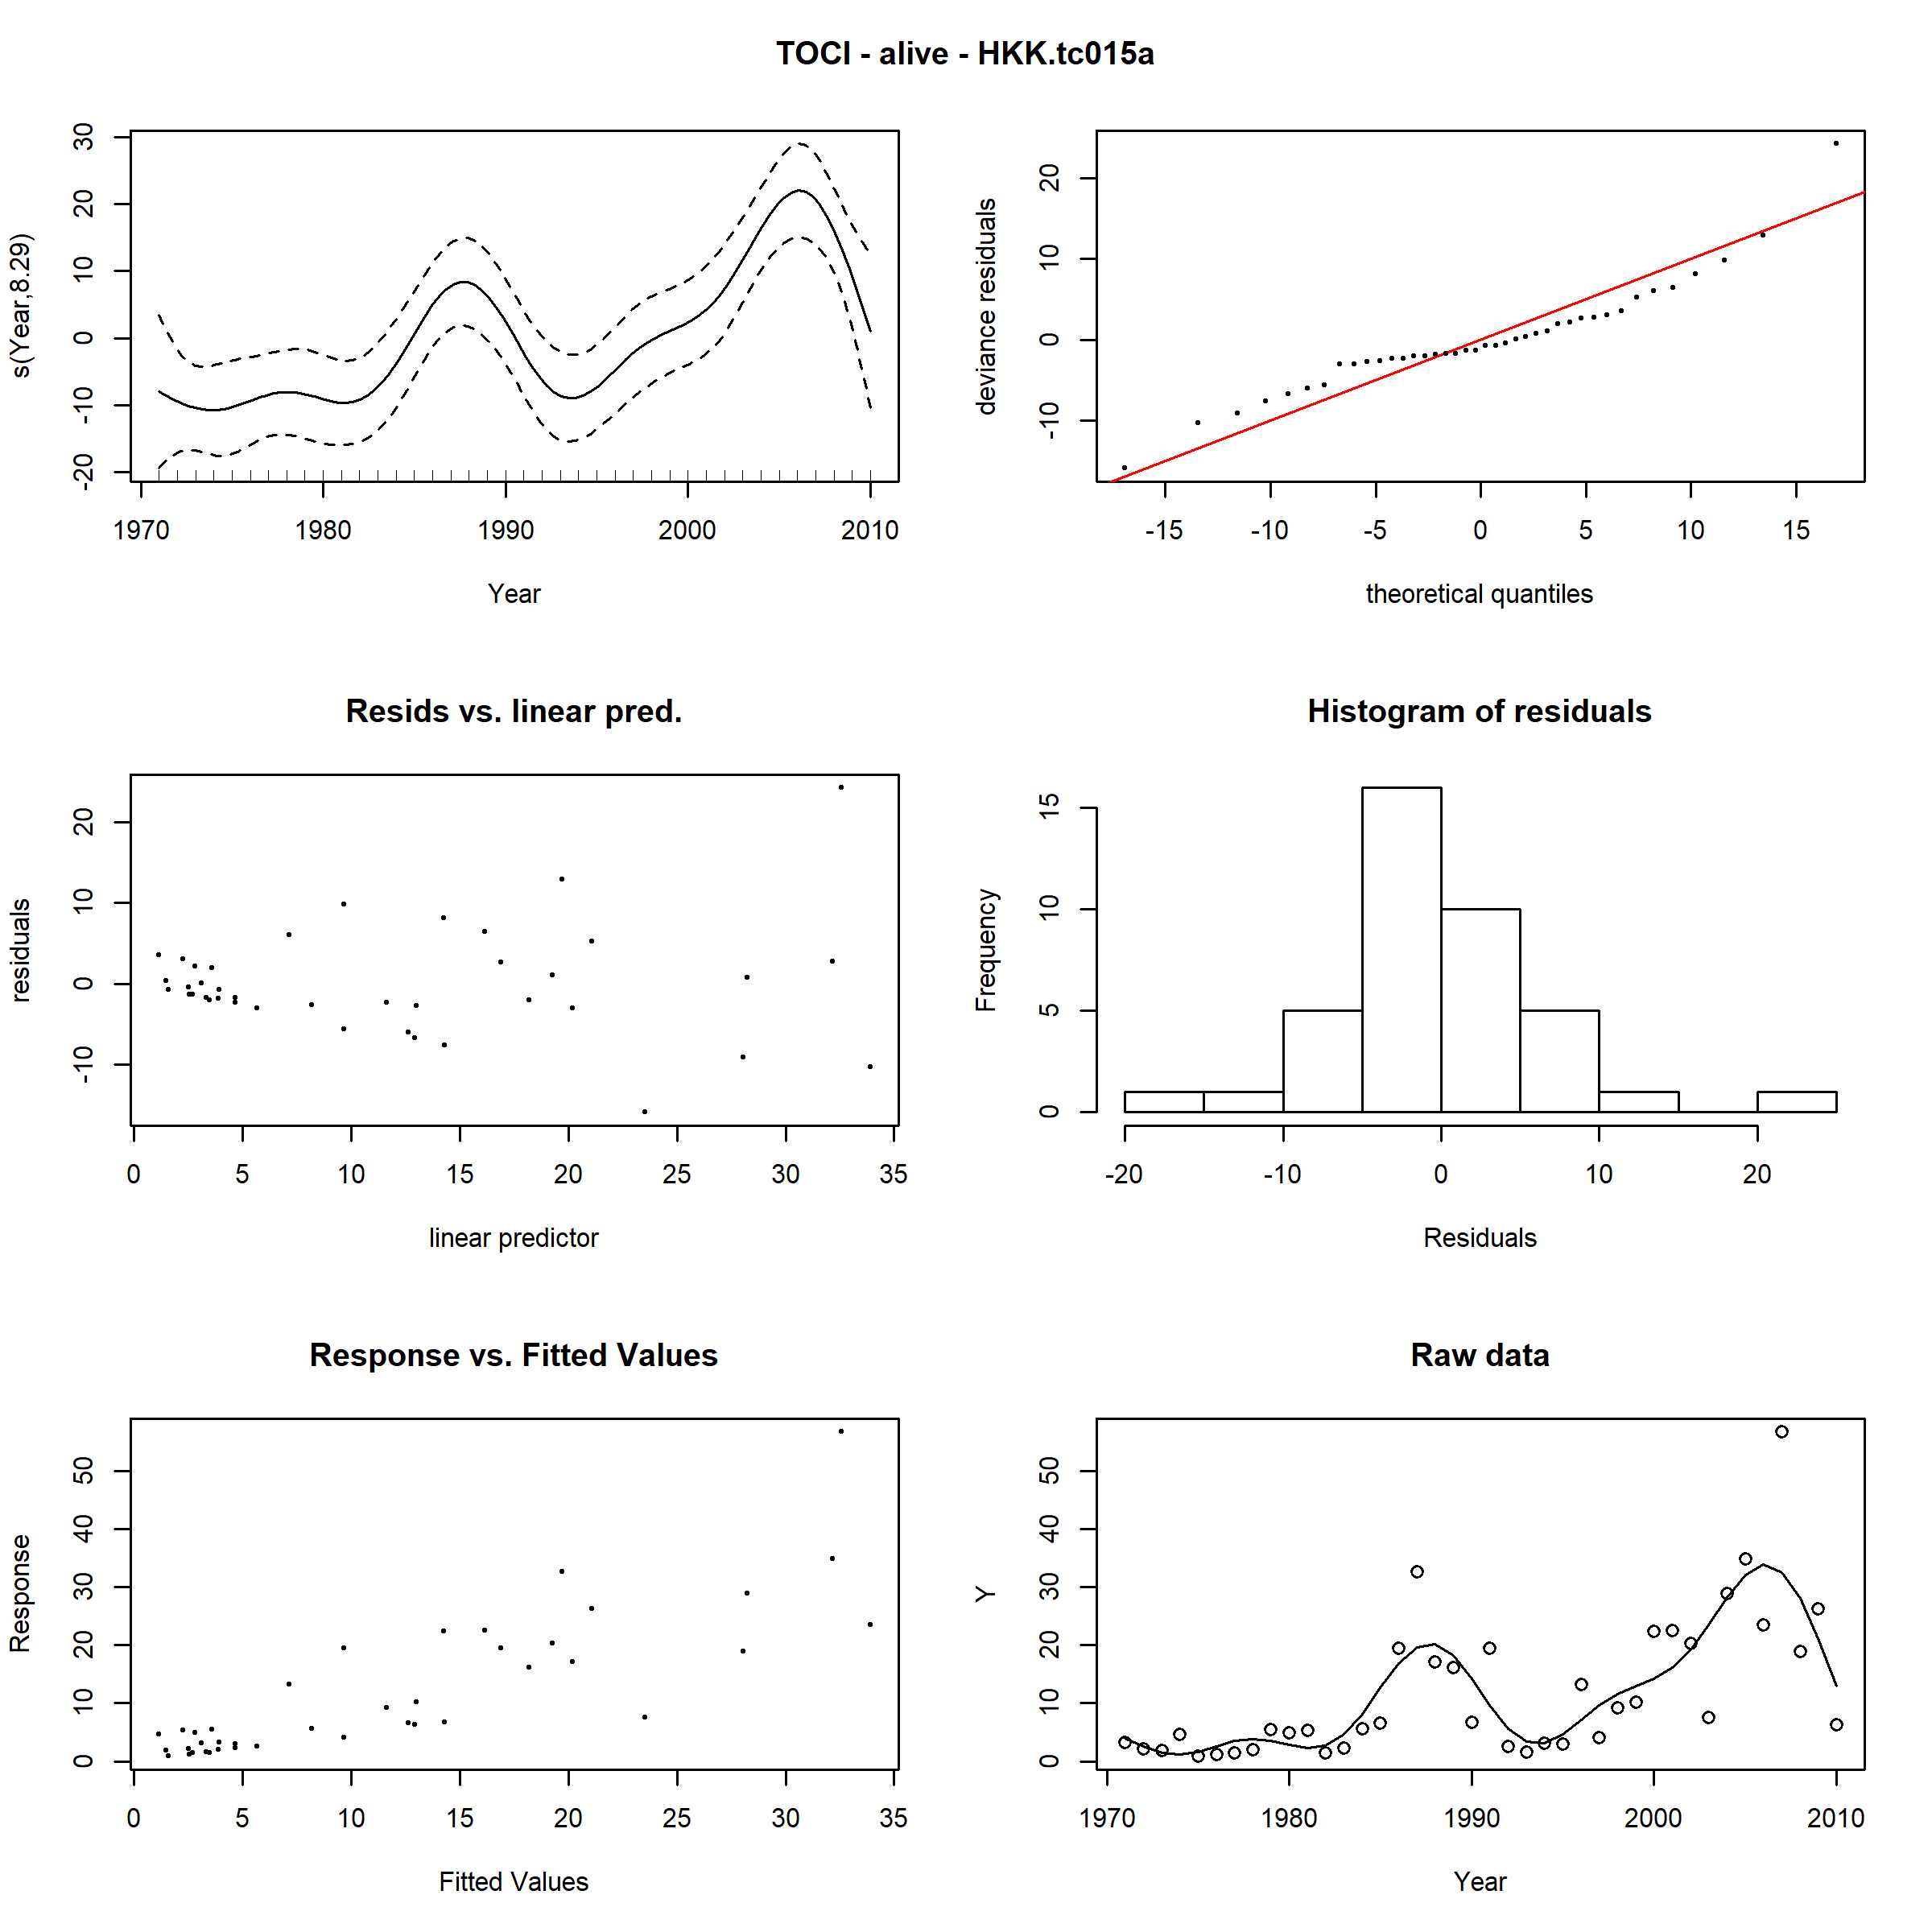 TOCI - alive - HKK.tc015a
s(Year,8.29)
30
20
10
0
-10
-20
1970 1980 1990 2000 2010
Year
deviance residuals
20
10
0
-10
-15 -10 -5 0 5 10 15
theoretical quantiles
Resids vs. linear pred.
residuals
20
10
0
-10
0 5 10 15 20 25 30 35
linear predictor
Histogram of residuals
Frequency
15
10
5
0
-20 -10 0 10 20
Residuals
Response vs. Fitted Values
Response
50
40
30
20
10
0
0 5 10 15 20 25 30 35
Fitted Values
Raw data
Y
50
40
30
20
10
0
1970 1980 1990 2000 2010
Year